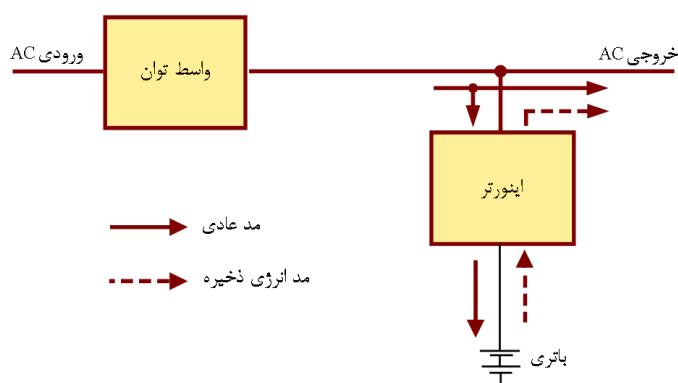 ورودی AC
واسط توان
خروجی AC
اینورتر
مد عادی
مد انرژی ذخیره
باتری